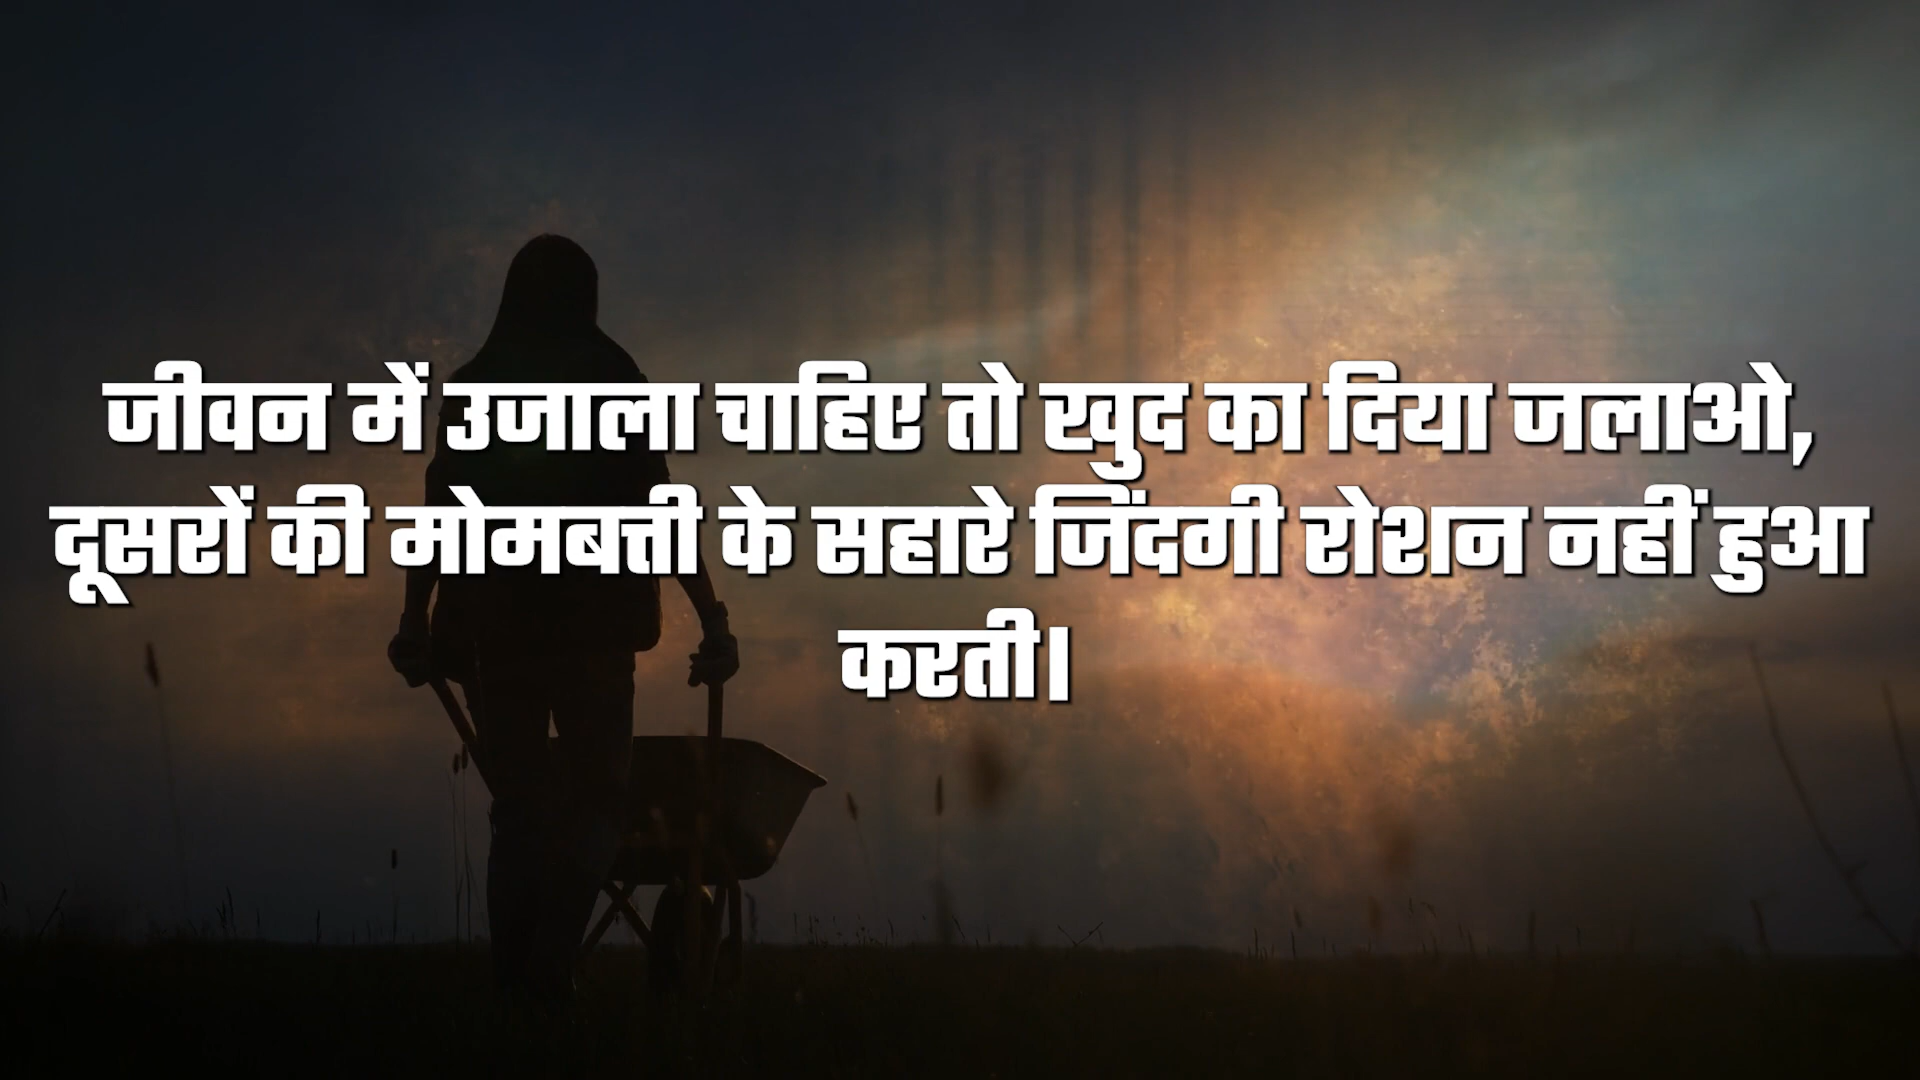 जीवन में उजाला चाहिए तो खुद का दिया जलाओ,
दूसरों की मोमबत्ती के सहारे जिंदगी रोशन नहीं हुआ
करती।